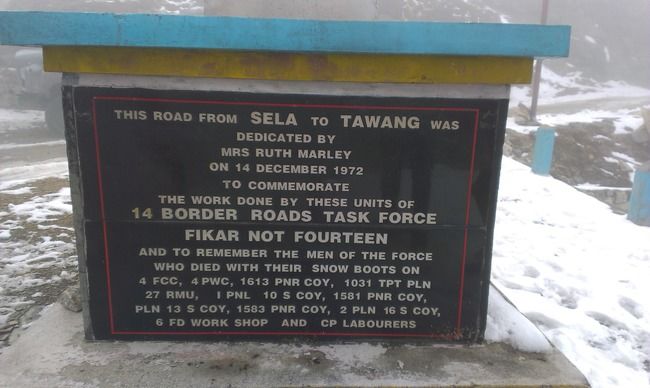 THIS ROAD FROM SELA TO TAWANG WAS
DEDICATED BY
MRS RUTH MARLEY
ON 14 DECEMBER 1972
TO COMMEMORATE
THE WORK DONE BY THESE UNITS OF
14 BORDER ROADS TASK FORCE
FIKAR NOT FOURTEEN
AND TO REMEMBER THE MEN OF THE FORCE
WHO DIED WITH THEIR SNOW BOOTS ON
4 FCC, 4 PWC, 1613 PNR COY, 1031 TPT PLN
27 RMU, I PNL 10 S COY, 1581 PNR COY,
PLN 13 S COY, 1583 PNR COY, 2 PLN 16 S COY,
6 FD WORK SHOP AND CP LABOURERS